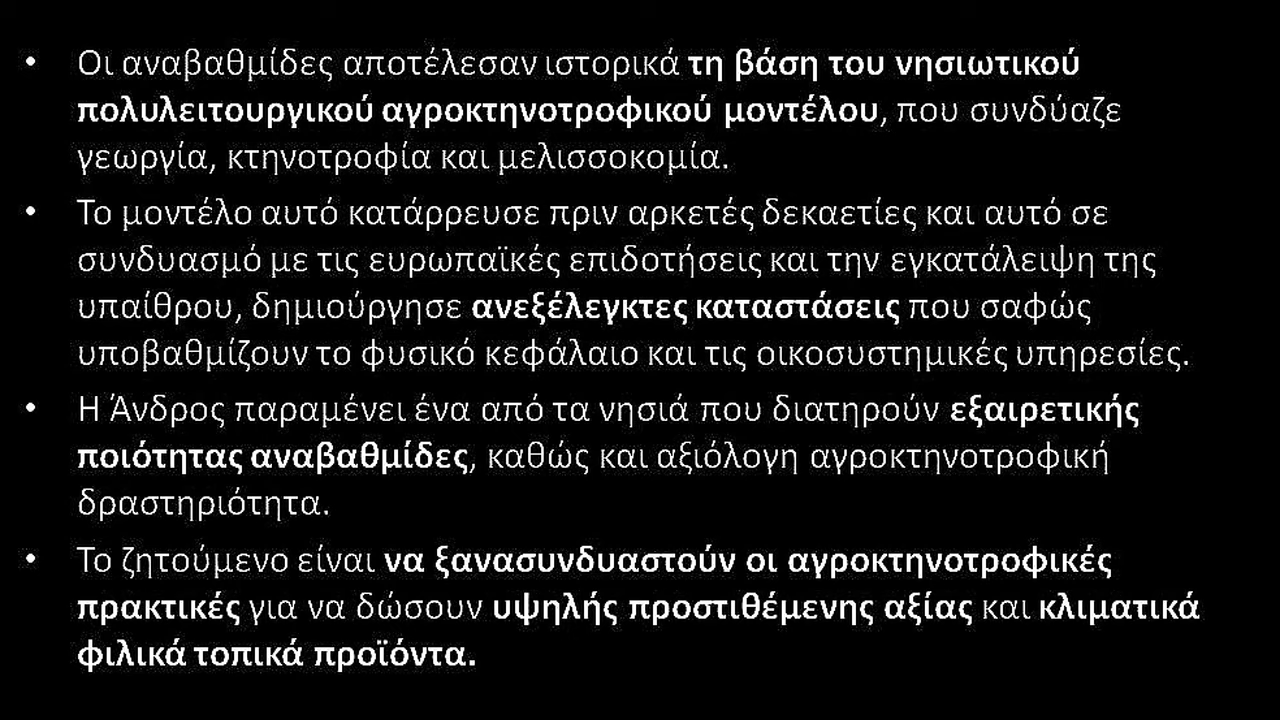 • Οι αναβαθμίδες αποτέλεσαν ιστορικά τη βάση του νησιωτικού
πολυλειτουργικού αγροκτηνοτροφικού μοντέλου, που συνδύαζε
γεωργία, κτηνοτροφία και μελισσοκομία.
• Το μοντέλο αυτό κατάρρευσε πριν αρκετές δεκαετίες και αυτό σε
συνδυασμό με τις ευρωπαϊκές επιδοτήσεις και την εγκατάλειψη της
υπαίθρου, δημιούργησε ανεξέλεγκτες καταστάσεις που σαφώς
υποβαθμίζουν το φυσικό κεφάλαιο και τις οικοσυστημικές υπηρεσίες.
• Η Άνδρος παραμένει ένα από τα νησιά που διατηρούν εξαιρετικής
ποιότητας αναβαθμίδες, καθώς και αξιόλογη αγροκτηνοτροφική
δραστηριότητα.
• Το ζητούμενο είναι να ξανασυνδυαστούν οι αγροκτηνοτροφικές
πρακτικές για να δώσουν υψηλής προστιθέμενης αξίας και κλιματικά
φιλικά τοπικά προϊόντα.